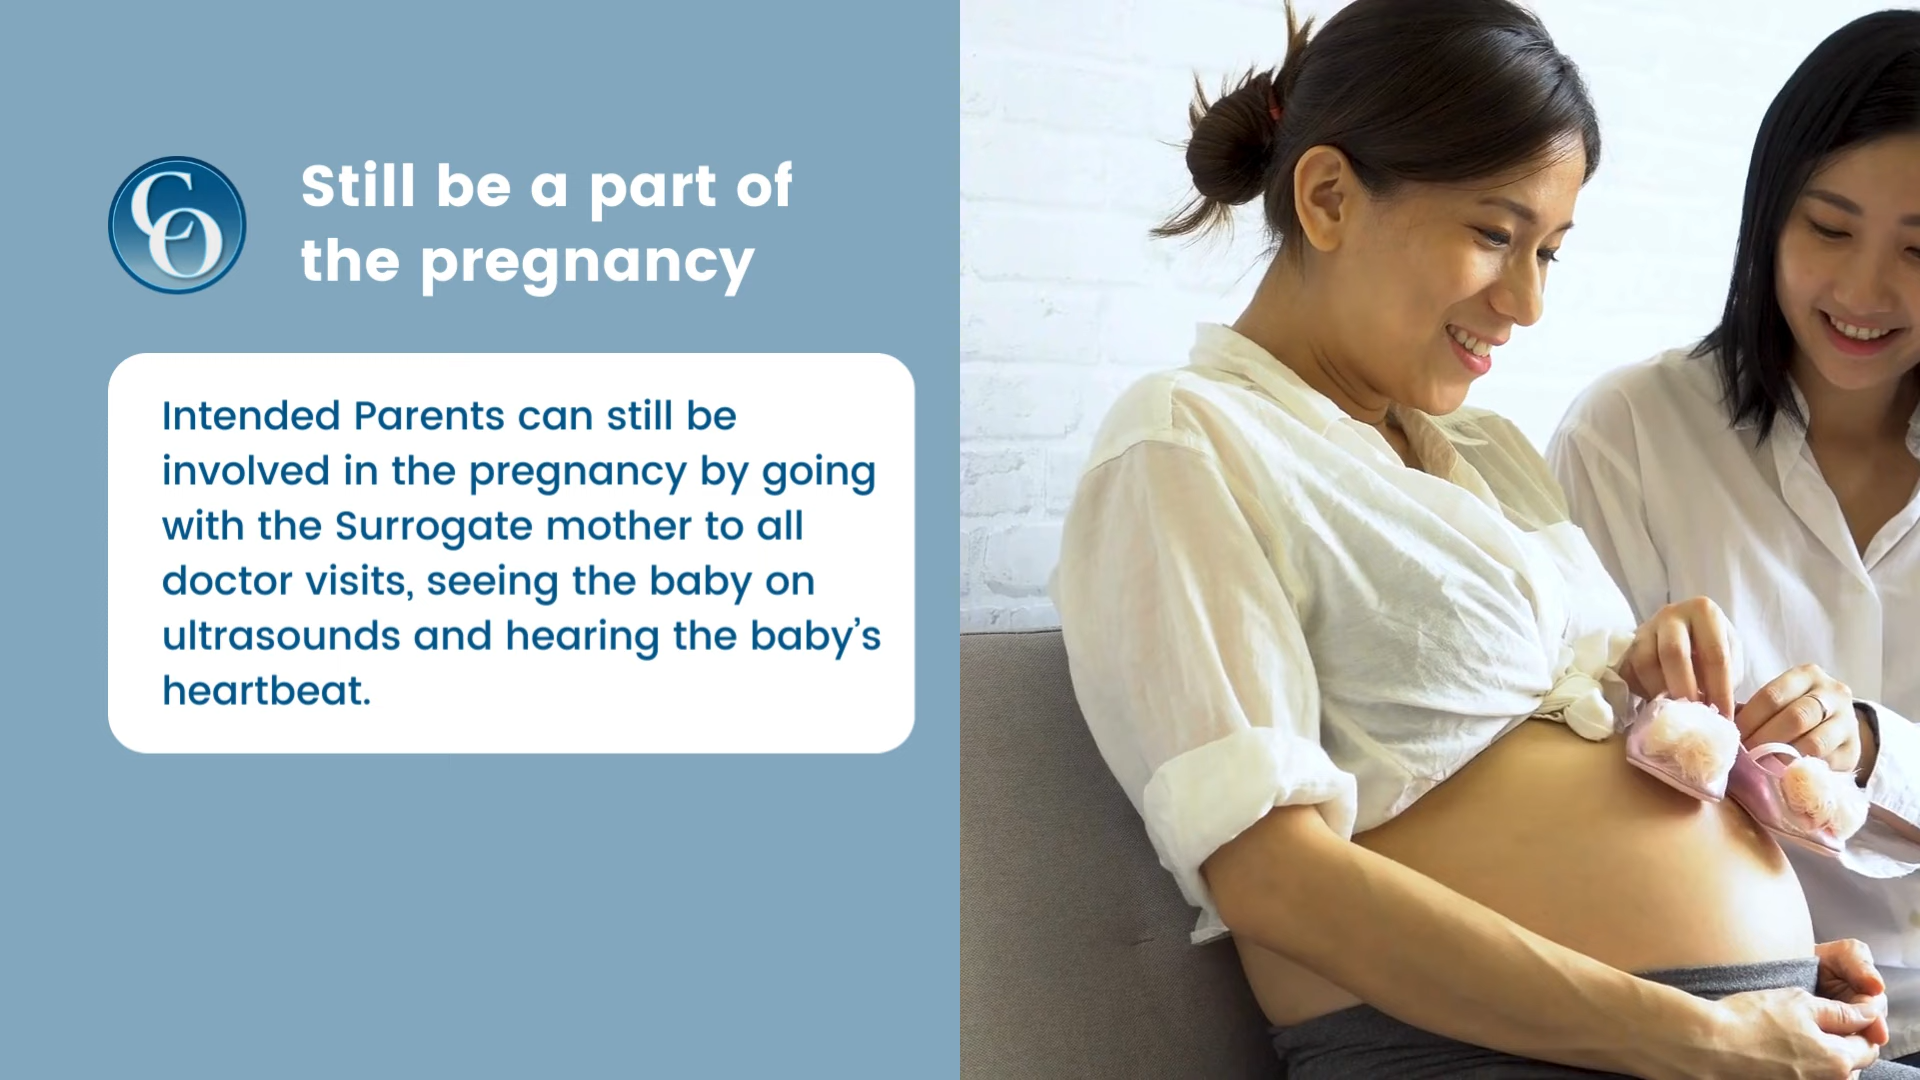 CO
Still be a part of
the pregnancy
Intended Parents can still be
involved in the pregnancy by going
with the Surrogate mother to all
doctor visits, seeing the baby on
ultrasounds and hearing the baby’s
heartbeat.